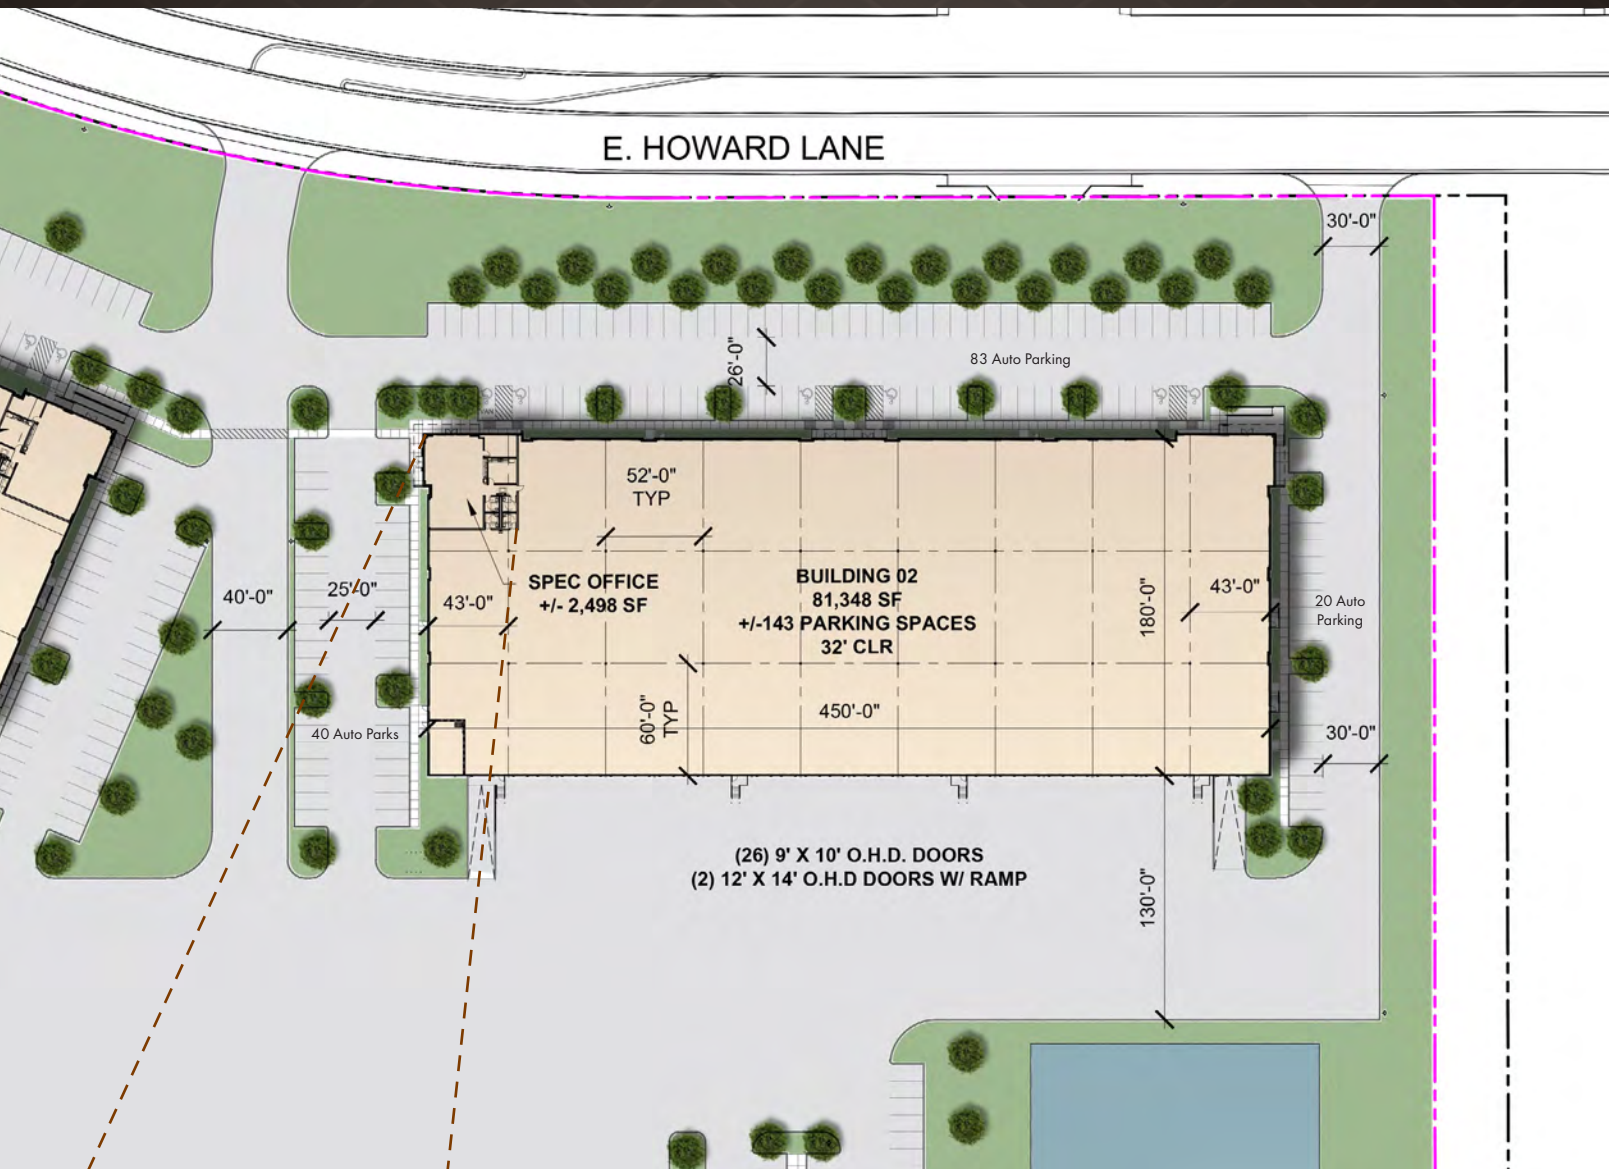 E. HOWARD LANE
30'-0"
26'-0"
83 Auto Parking
52'-0"
TYP
SPEC OFFICE
+/- 2,498 SF
BUILDING 02
81,348 SF
+/-143 PARKING SPACES
32' CLR
180'-0"
43'-0"
20 Auto
Parking
40'-0"
25'-0"
43'-0"
60'-0"
TYP
450'-0"
40 Auto Parks
30'-0"
(26) 9' X 10' O.H.D. DOORS
(2) 12' X 14' O.H.D DOORS W/ RAMP
130'-0"